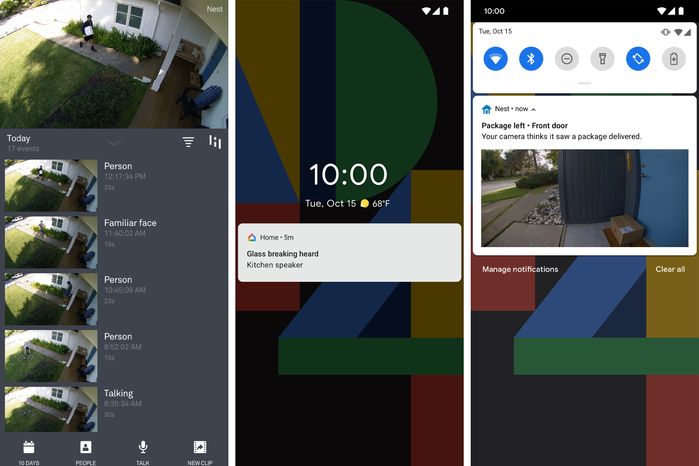 Nest
Today
17 events
Person
12:17:34 PM
33s
Familiar face
11:40:02 AM
19s
Person
10:45:08 AM
23s
Person
8:52:02 AM
10s
Talking
8:35:34 AM
30s
10 DAYS
PEOPLE
TALK
NEW CLIP
10:00
Tue, Oct 15 68°F
Home • 5m
Glass breaking heard
Kitchen speaker
10:00
Tue, Oct 15
Nest • now
Package left • Front door
Your camera thinks it saw a package delivered.
Manage notifications
Clear all